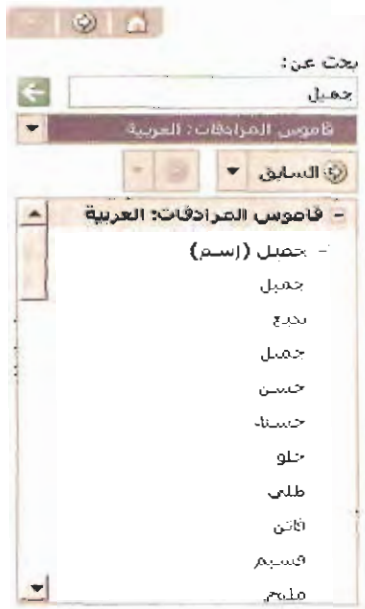 بحث عن:
جميل
قاموس المرادفات: العربية
السابق
- قاموس المرادفات: العربية
- جميل (إسم)
جميل
بديع
جميل
حسن
حسناء
حلو
طلي
فاتن
قسيم
مليح